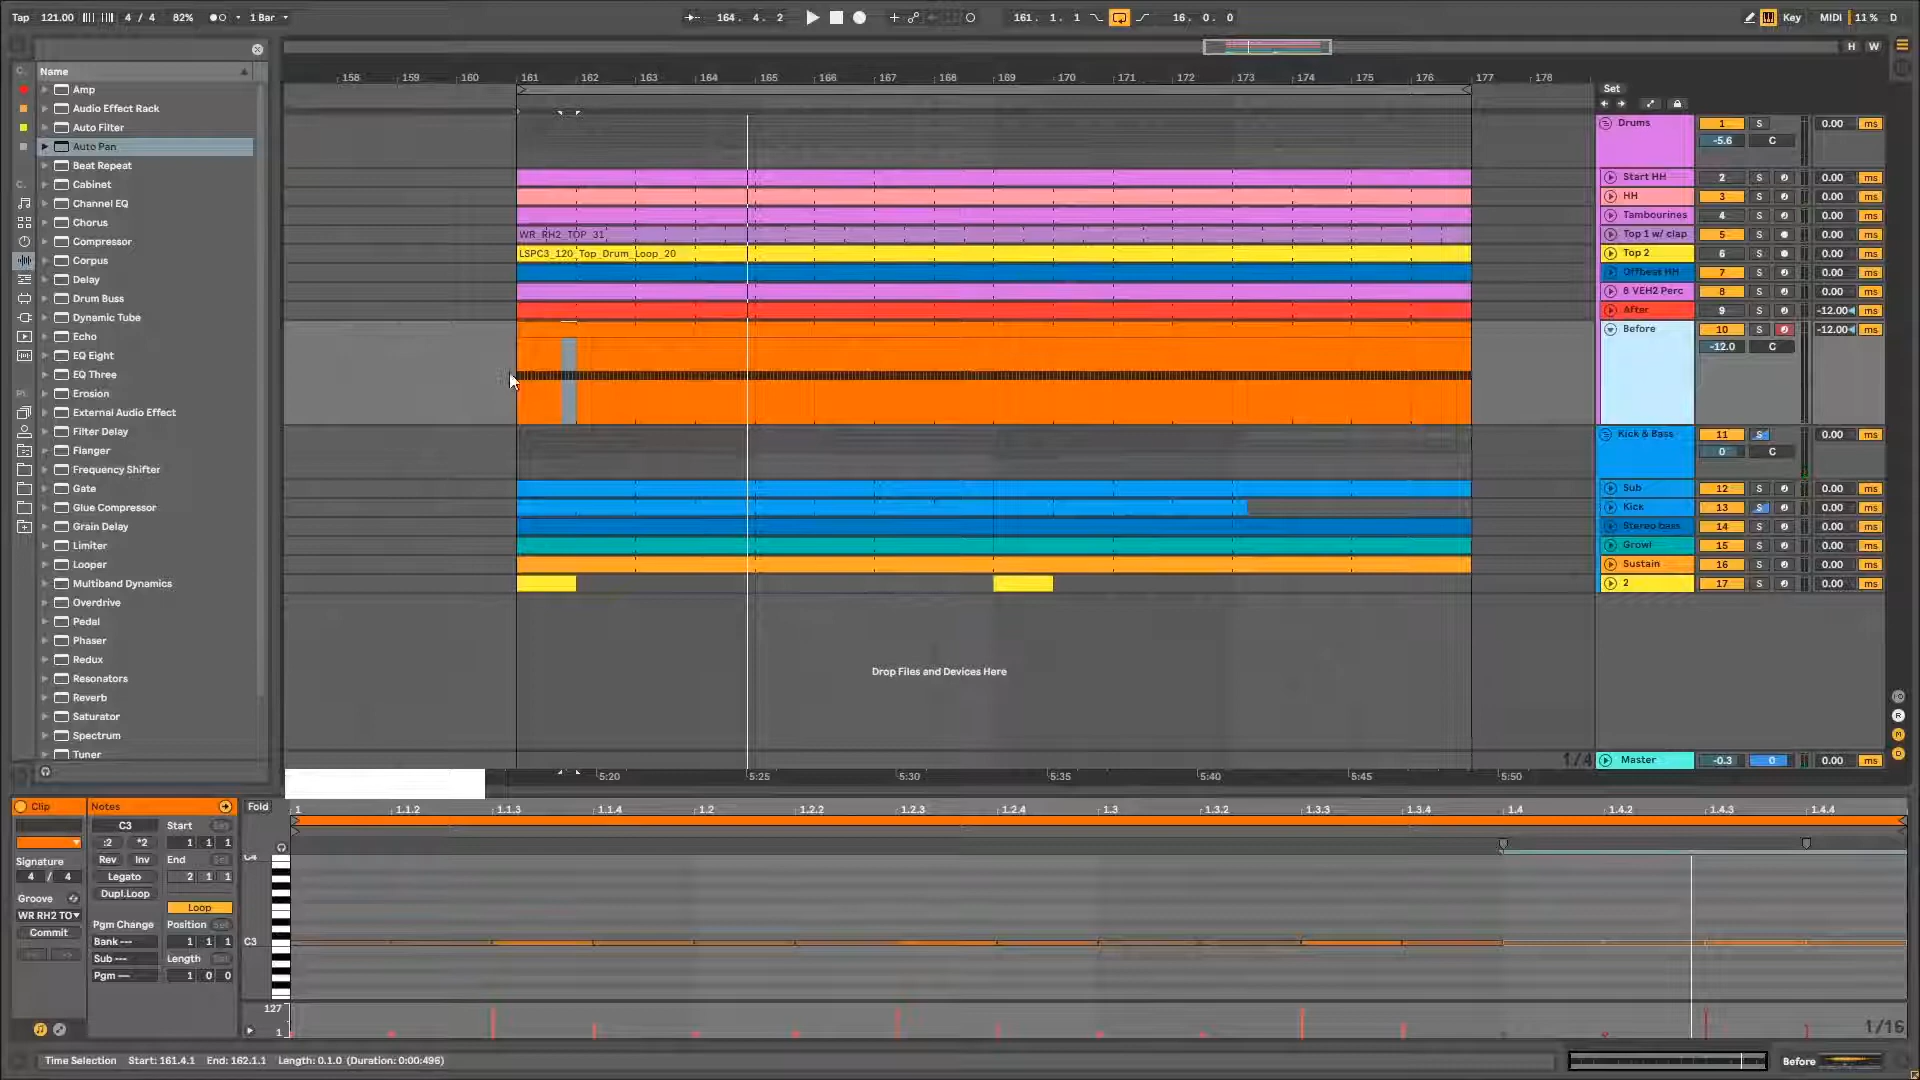 Tap 121.00 4 / 4 82% 1 Bar 164 . 4 . 2 161 . 1 . 1 16 . 0 . 0 Key MIDI 11 % D
H W
Name
Amp
Audio Effect Rack
Auto Filter
Auto Pan
Beat Repeat
Cabinet
Channel EQ
Chorus
Compressor
Corpus
Delay
Drum Buss
Dynamic Tube
Echo
EQ Eight
EQ Three
Erosion
External Audio Effect
Filter Delay
Flanger
Frequency Shifter
Gate
Glue Compressor
Grain Delay
Limiter
Looper
Multiband Dynamics
Overdrive
Pedal
Phaser
Redux
Resonators
Reverb
Saturator
Spectrum
Tuner
158 159 160 161 162 163 164 165 166 167 168 169 170 171 172 173 174 175 176 177 178
WR_RH2_TOP_31
LSPC3_120_Top_Drum_Loop_20
Drop Files and Devices Here
1/4
5:20 5:25 5:30 5:35 5:40 5:45 5:50
Set
Drums 1 S 0.00 ms
-5.6 C
Start HH 2 S 0.00 ms
HH 3 S 0.00 ms
Tambourines 4 S 0.00 ms
Top 1 w/ clap 5 S 0.00 ms
Top 2 6 S 0.00 ms
Offbeat HH 7 S 0.00 ms
8 VEH2 Perc 8 S 0.00 ms
After 9 S -12.00 ms
Before 10 S -12.00 ms
-12.0 C
Kick & Bass 11 S 0.00 ms
0 C
Sub 12 S 0.00 ms
Kick 13 S 0.00 ms
Stereo bass 14 S 0.00 ms
Growl 15 S 0.00 ms
Sustain 16 S 0.00 ms
2 17 S 0.00 ms
Master -0.3 0 0.00 ms
R
M
D
Clip
Signature
4 / 4
Groove
WR RH2 TO
Commit
Notes
C3 Start
:2 *2 1 1 1
Rev Inv End
Legato 2 1 1
Dupl.Loop
Loop
Pgm Change Position
Bank --- 1 1 1
Sub --- Length
Pgm --- 1 0 0
Fold 1 1.1.2 1.1.3 1.1.4 1.2 1.2.2 1.2.3 1.2.4 1.3 1.3.2 1.3.3 1.3.4 1.4 1.4.2 1.4.3 1.4.4
C4
C3
127
1
1/16
Time Selection Start: 161.4.1 End: 162.1.1 Length: 0.1.0 (Duration: 0:00:496)
Before